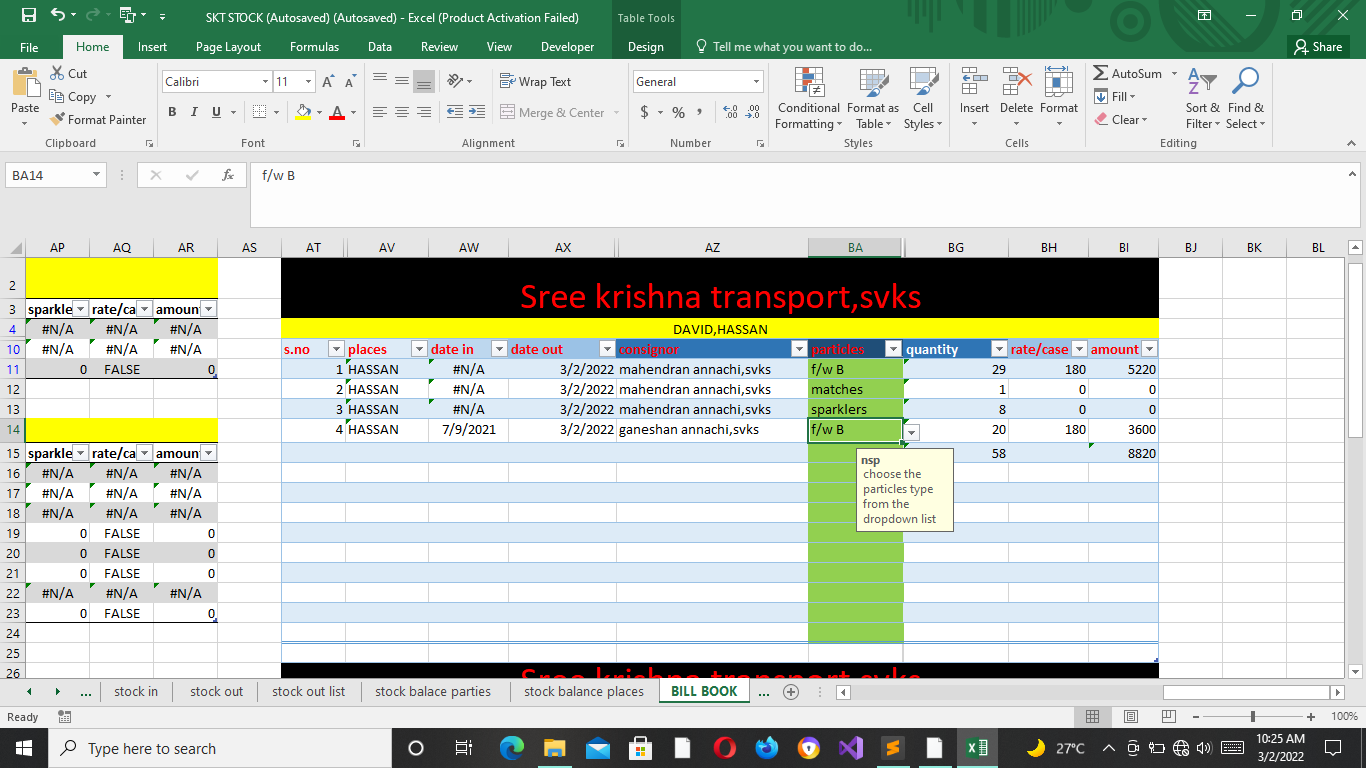 SKT STOCK (Autosaved) (Autosaved) - Excel (Product Activation Failed) Table Tools
File Home Insert Page Layout Formulas Data Review View Developer Design Tell me what you want to do... Share
Paste Cut Copy Format Painter
Calibri 11
B I U
Wrap Text
Merge & Center
General
$ %
Conditional Formatting Format as Table Cell Styles
Insert Delete Format
AutoSum Fill Clear
Sort & Filter Find & Select
Clipboard Font Alignment Number Styles Cells Editing
BA14 fx f/w B
AP AQ AR AS AT AV AW AX AZ BA BG BH BI BJ BK BL
2 Sree krishna transport,svks
3 sparkle rate/ca amoun
4 #N/A #N/A #N/A DAVID,HASSAN
10 #N/A #N/A #N/A s.no places date in date out consignor particles quantity rate/case amount
11 0 FALSE 0 1 HASSAN #N/A 3/2/2022 mahendran annachi,svks f/w B 29 180 5220
12 2 HASSAN #N/A 3/2/2022 mahendran annachi,svks matches 1 0 0
13 3 HASSAN #N/A 3/2/2022 mahendran annachi,svks sparklers 8 0 0
14 4 HASSAN 7/9/2021 3/2/2022 ganeshan annachi,svks f/w B 20 180 3600
15 sparkle rate/ca amoun 58 8820
nsp
choose the
particles type
from the
dropdown list
16 #N/A #N/A #N/A
17 #N/A #N/A #N/A
18 #N/A #N/A #N/A
19 0 FALSE 0
20 0 FALSE 0
21 0 FALSE 0
22 #N/A #N/A #N/A
23 0 FALSE 0
24
25
26 Sree krishna transport,svks
... stock in stock out stock out list stock balace parties stock balance places BILL BOOK ...
Ready 100%
Type here to search 27°C 10:25 AM
3/2/2022